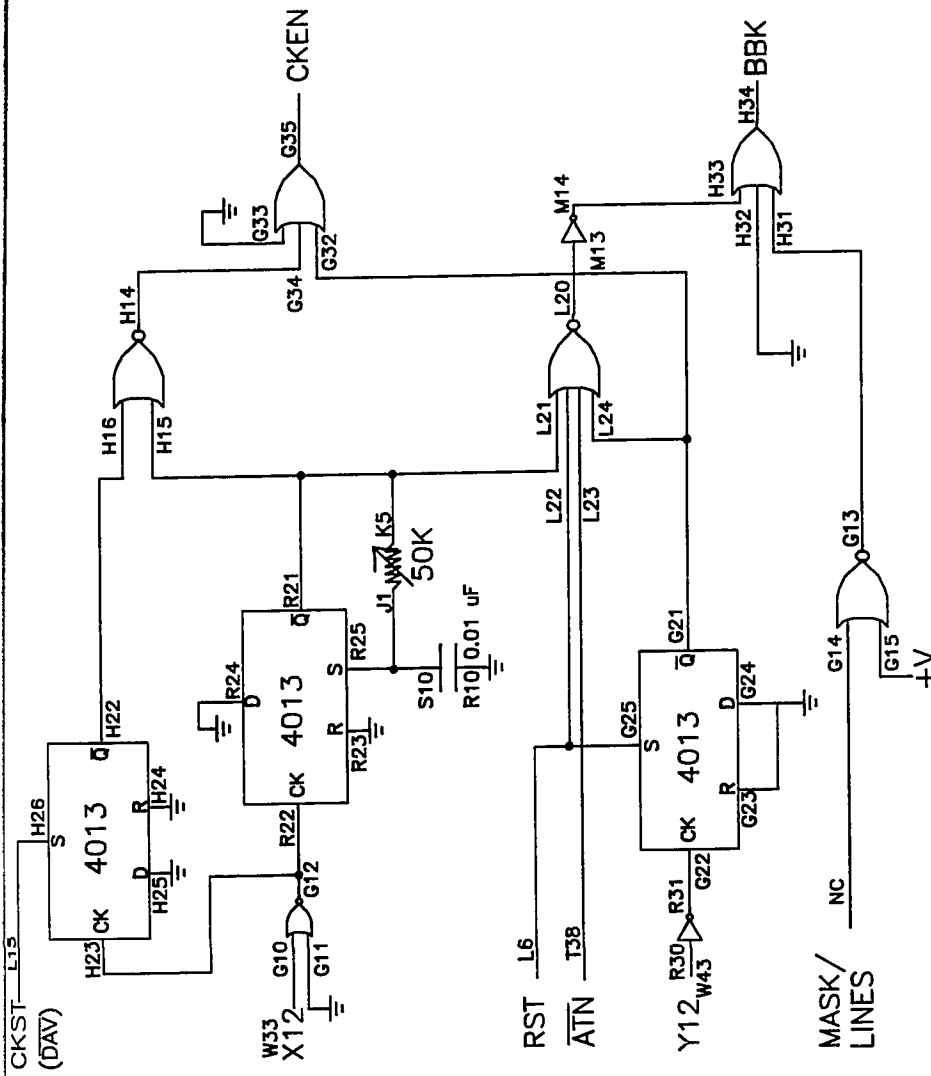 CKST L15
(DAV)
H26
S
4013
CK
Q
H22
D
R
H25
H24
H23
H16
H15
H14
G33
G34
G32
G35
CKEN
W33
X12
G10
G11
G12
R22
CK
4013
R24
D
Q
R21
R
S
R23
R25
J1
K5
50K
S10
R10
0.01 uF
L21
L22
L23
L24
L20
M13
M14
H33
H32
H31
H34
BBK
RST
L6
ATN
T38
Y12
R30
W43
R31
G22
G25
S
4013
CK
Q
G21
R
D
G23
G24
MASK/
LINES
NC
G14
G15
+V
G13